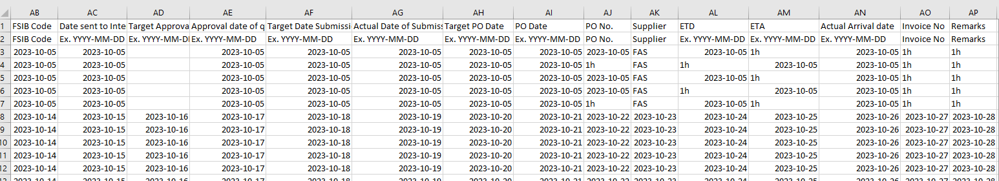 AB AC AD AE AF AG AH AI AJ AK AL AM AN AO AP
1 FSIB Code Date sent to Inte Target Approva Approval date of q Target Date Submissi Actual Date of Submiss Target PO Date PO Date PO No. Supplier ETD ETA Actual Arrival date Invoice No Remarks
2 FSIB Code Ex. YYYY-MM-DD Ex. YYYY-MM-DI Ex. YYYY-MM-DD Ex. YYYY-MM-DD Ex. YYYY-MM-DD Ex. YYYY-MM-DD Ex. YYYY-MM-DD PO No. Supplier Ex. YYYY-MM-DD Ex. YYYY-MM-DD Ex. YYYY-MM-DD Invoice No Remarks
3 2023-10-05 2023-10-05 2023-10-05 2023-10-05 2023-10-05 2023-10-05 2023-10-05 2023-10-05 FAS 2023-10-05 1h 2023-10-05 1h 1h
4 2023-10-05 2023-10-05 2023-10-05 2023-10-05 2023-10-05 2023-10-05 2023-10-05 1h FAS 1h 2023-10-05 2023-10-05 1h 1h
5 2023-10-05 2023-10-05 2023-10-05 2023-10-05 2023-10-05 2023-10-05 2023-10-05 2023-10-05 FAS 2023-10-05 1h 2023-10-05 1h 1h
6 2023-10-05 2023-10-05 2023-10-05 2023-10-05 2023-10-05 2023-10-05 2023-10-05 2023-10-05 FAS 1h 2023-10-05 2023-10-05 1h 1h
7 2023-10-05 2023-10-05 2023-10-05 2023-10-05 2023-10-05 2023-10-05 2023-10-05 1h FAS 2023-10-05 1h 2023-10-05 1h 1h
8 2023-10-14 2023-10-15 2023-10-16 2023-10-17 2023-10-18 2023-10-19 2023-10-20 2023-10-21 2023-10-22 2023-10-23 2023-10-24 2023-10-25 2023-10-26 2023-10-27 2023-10-28
9 2023-10-14 2023-10-15 2023-10-16 2023-10-17 2023-10-18 2023-10-19 2023-10-20 2023-10-21 2023-10-22 2023-10-23 2023-10-24 2023-10-25 2023-10-26 2023-10-27 2023-10-28
10 2023-10-14 2023-10-15 2023-10-16 2023-10-17 2023-10-18 2023-10-19 2023-10-20 2023-10-21 2023-10-22 2023-10-23 2023-10-24 2023-10-25 2023-10-26 2023-10-27 2023-10-28
11 2023-10-14 2023-10-15 2023-10-16 2023-10-17 2023-10-18 2023-10-19 2023-10-20 2023-10-21 2023-10-22 2023-10-23 2023-10-24 2023-10-25 2023-10-26 2023-10-27 2023-10-28
12 2023-10-14 2023-10-15 2023-10-16 2023-10-17 2023-10-18 2023-10-19 2023-10-20 2023-10-21 2023-10-22 2023-10-23 2023-10-24 2023-10-25 2023-10-26 2023-10-27 2023-10-28